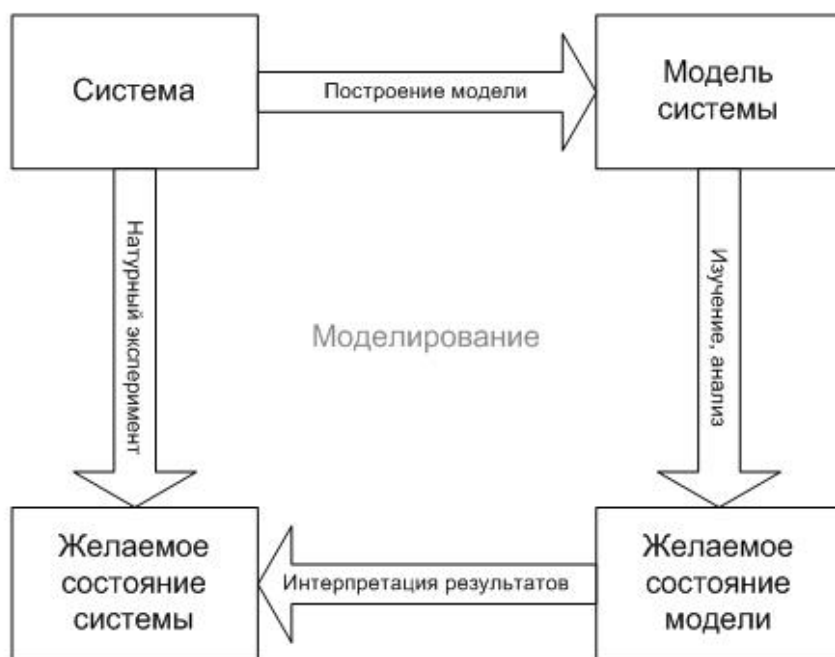 Система
Построение модели
Модель
системы
Натурный эксперимент
Моделирование
Изучение, анализ
Желаемое
состояние
системы
Интерпретация результатов
Желаемое
состояние
модели